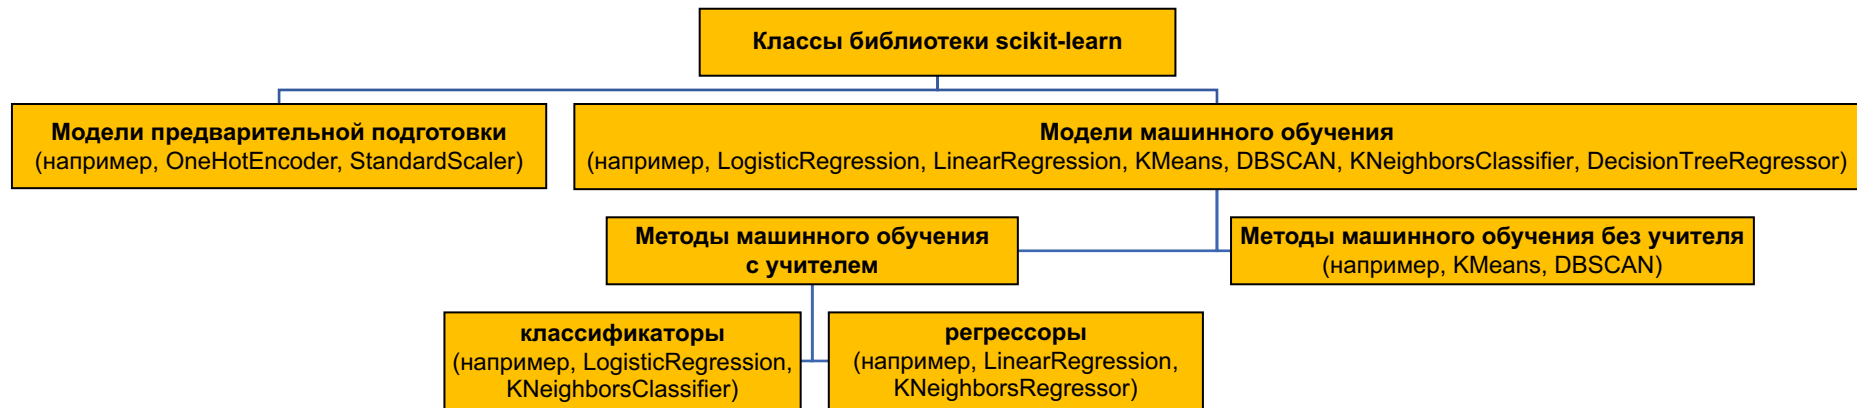 Классы библиотеки scikit-learn
Модели предварительной подготовки
(например, OneHotEncoder, StandardScaler)
Модели машинного обучения
(например, LogisticRegression, LinearRegression, KMeans, DBSCAN, KNeighborsClassifier, DecisionTreeRegressor)
Методы машинного обучения
с учителем
Методы машинного обучения без учителя
(например, KMeans, DBSCAN)
классификаторы
(например, LogisticRegression,
KNeighborsClassifier)
регрессоры
(например, LinearRegression,
KNeighborsRegressor)